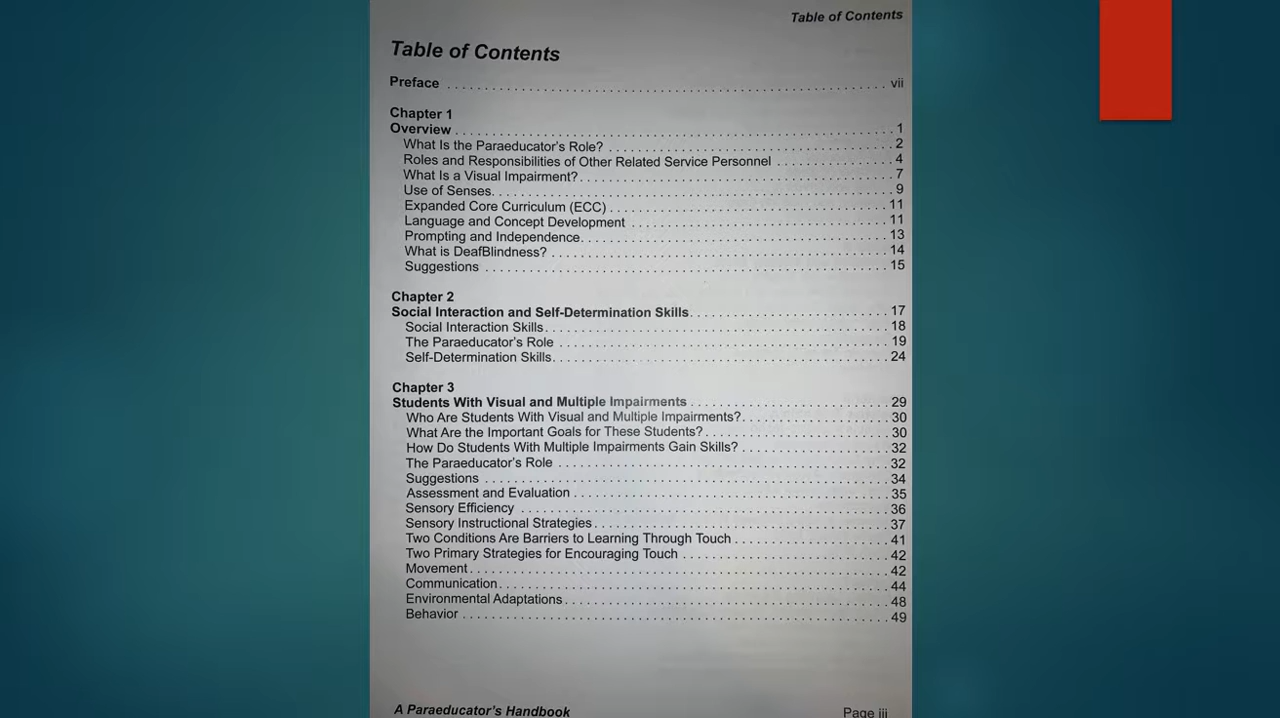 Table of Contents
Table of Contents
Preface . . . . . . . . . . . . . . . . . . . . . . . . . . . . . . . . . . . . . . . . . . . . . . . . . . . . . . . . vii
Chapter 1
Overview . . . . . . . . . . . . . . . . . . . . . . . . . . . . . . . . . . . . . . . . . . . . . . . . . . . . . . . 1
What Is the Paraeducator's Role? . . . . . . . . . . . . . . . . . . . . . . . . . . . . . . . . . . . . 2
Roles and Responsibilities of Other Related Service Personnel . . . . . . . . . . . . . . . 4
What Is a Visual Impairment? . . . . . . . . . . . . . . . . . . . . . . . . . . . . . . . . . . . . . . . 7
Use of Senses. . . . . . . . . . . . . . . . . . . . . . . . . . . . . . . . . . . . . . . . . . . . . . . . . . 9
Expanded Core Curriculum (ECC) . . . . . . . . . . . . . . . . . . . . . . . . . . . . . . . . . . . 11
Language and Concept Development . . . . . . . . . . . . . . . . . . . . . . . . . . . . . . . . . 11
Prompting and Independence. . . . . . . . . . . . . . . . . . . . . . . . . . . . . . . . . . . . . . . 13
What is DeafBlindness? . . . . . . . . . . . . . . . . . . . . . . . . . . . . . . . . . . . . . . . . . . 14
Suggestions . . . . . . . . . . . . . . . . . . . . . . . . . . . . . . . . . . . . . . . . . . . . . . . . . . . 15
Chapter 2
Social Interaction and Self-Determination Skills. . . . . . . . . . . . . . . . . . . . . . . . . . 17
Social Interaction Skills. . . . . . . . . . . . . . . . . . . . . . . . . . . . . . . . . . . . . . . . . . . 18
The Paraeducator's Role . . . . . . . . . . . . . . . . . . . . . . . . . . . . . . . . . . . . . . . . . 19
Self-Determination Skills. . . . . . . . . . . . . . . . . . . . . . . . . . . . . . . . . . . . . . . . . . 24
Chapter 3
Students With Visual and Multiple Impairments . . . . . . . . . . . . . . . . . . . . . . . . . . 29
Who Are Students With Visual and Multiple Impairments? . . . . . . . . . . . . . . . . . . . 30
What Are the Important Goals for These Students? . . . . . . . . . . . . . . . . . . . . . . . . 30
How Do Students With Multiple Impairments Gain Skills? . . . . . . . . . . . . . . . . . . . 32
The Paraeducator's Role . . . . . . . . . . . . . . . . . . . . . . . . . . . . . . . . . . . . . . . . . 32
Suggestions . . . . . . . . . . . . . . . . . . . . . . . . . . . . . . . . . . . . . . . . . . . . . . . . . . . 34
Assessment and Evaluation . . . . . . . . . . . . . . . . . . . . . . . . . . . . . . . . . . . . . . . 35
Sensory Efficiency . . . . . . . . . . . . . . . . . . . . . . . . . . . . . . . . . . . . . . . . . . . . . . 36
Sensory Instructional Strategies . . . . . . . . . . . . . . . . . . . . . . . . . . . . . . . . . . . . 37
Two Conditions Are Barriers to Learning Through Touch . . . . . . . . . . . . . . . . . . . . 41
Two Primary Strategies for Encouraging Touch . . . . . . . . . . . . . . . . . . . . . . . . . . 42
Movement . . . . . . . . . . . . . . . . . . . . . . . . . . . . . . . . . . . . . . . . . . . . . . . . . . . . 42
Communication . . . . . . . . . . . . . . . . . . . . . . . . . . . . . . . . . . . . . . . . . . . . . . . . 44
Environmental Adaptations . . . . . . . . . . . . . . . . . . . . . . . . . . . . . . . . . . . . . . . . 48
Behavior . . . . . . . . . . . . . . . . . . . . . . . . . . . . . . . . . . . . . . . . . . . . . . . . . . . . . 49
A Paraeducator's Handbook Page iii